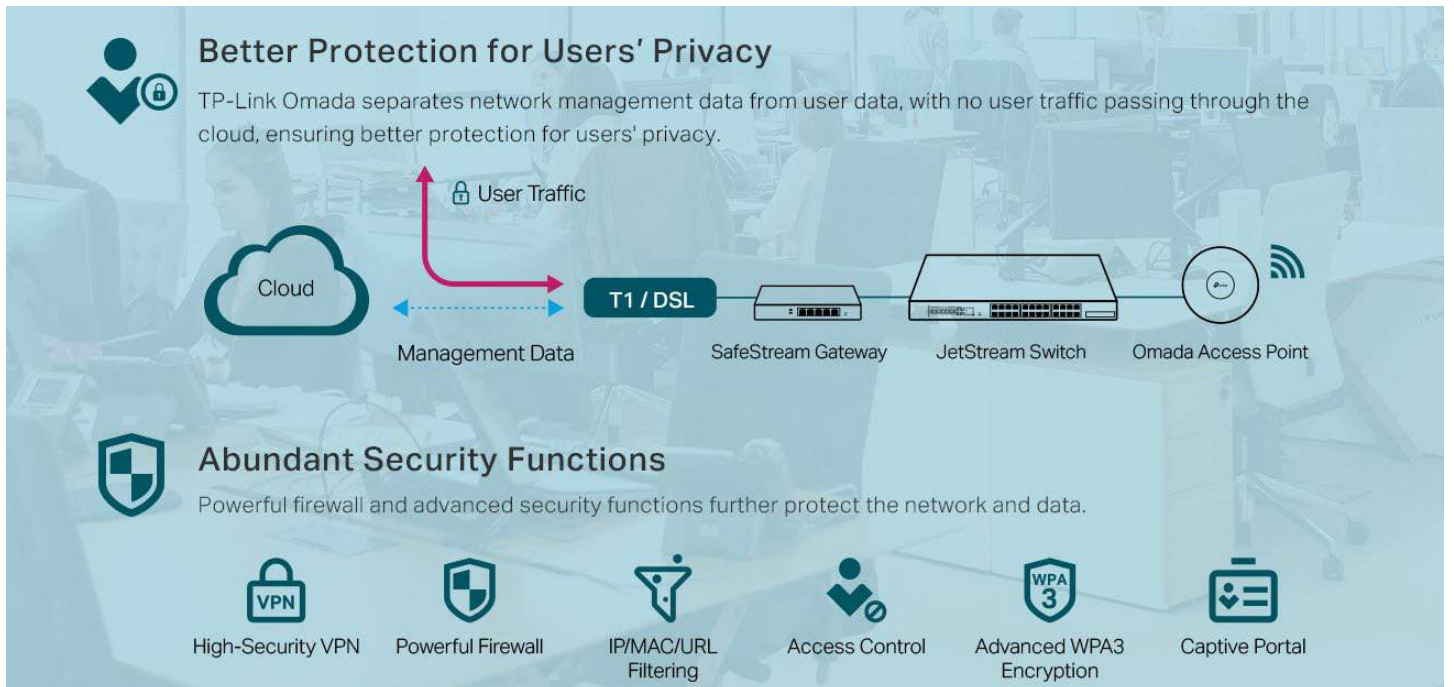 Better Protection for Users' Privacy
TP-Link Omada separates network management data from user data, with no user traffic passing through the
cloud, ensuring better protection for users' privacy.
User Traffic
Cloud
T1 / DSL
Management Data
SafeStream Gateway
JetStream Switch
Omada Access Point
Abundant Security Functions
Powerful firewall and advanced security functions further protect the network and data.
VPN
WPA
3
High-Security VPN
Powerful Firewall
IP/MAC/URL
Filtering
Access Control
Advanced WPA3
Encryption
Captive Portal